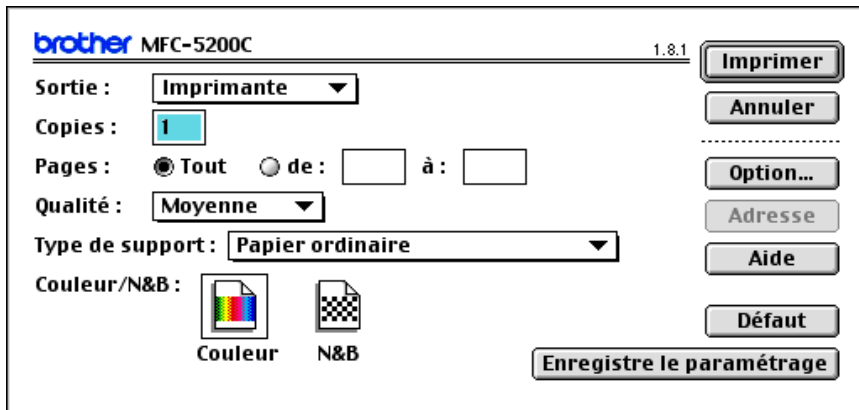 brother MFC-5200C
1.8.1
Imprimer
Sortie : Imprimante
Annuler
Copies : 1
Pages : Tout de : à :
Option...
Qualité : Moyenne
Adresse
Type de support : Papier ordinaire
Aide
Couleur/N&B :
Défaut
Couleur N&B
Enregistre le paramétrage